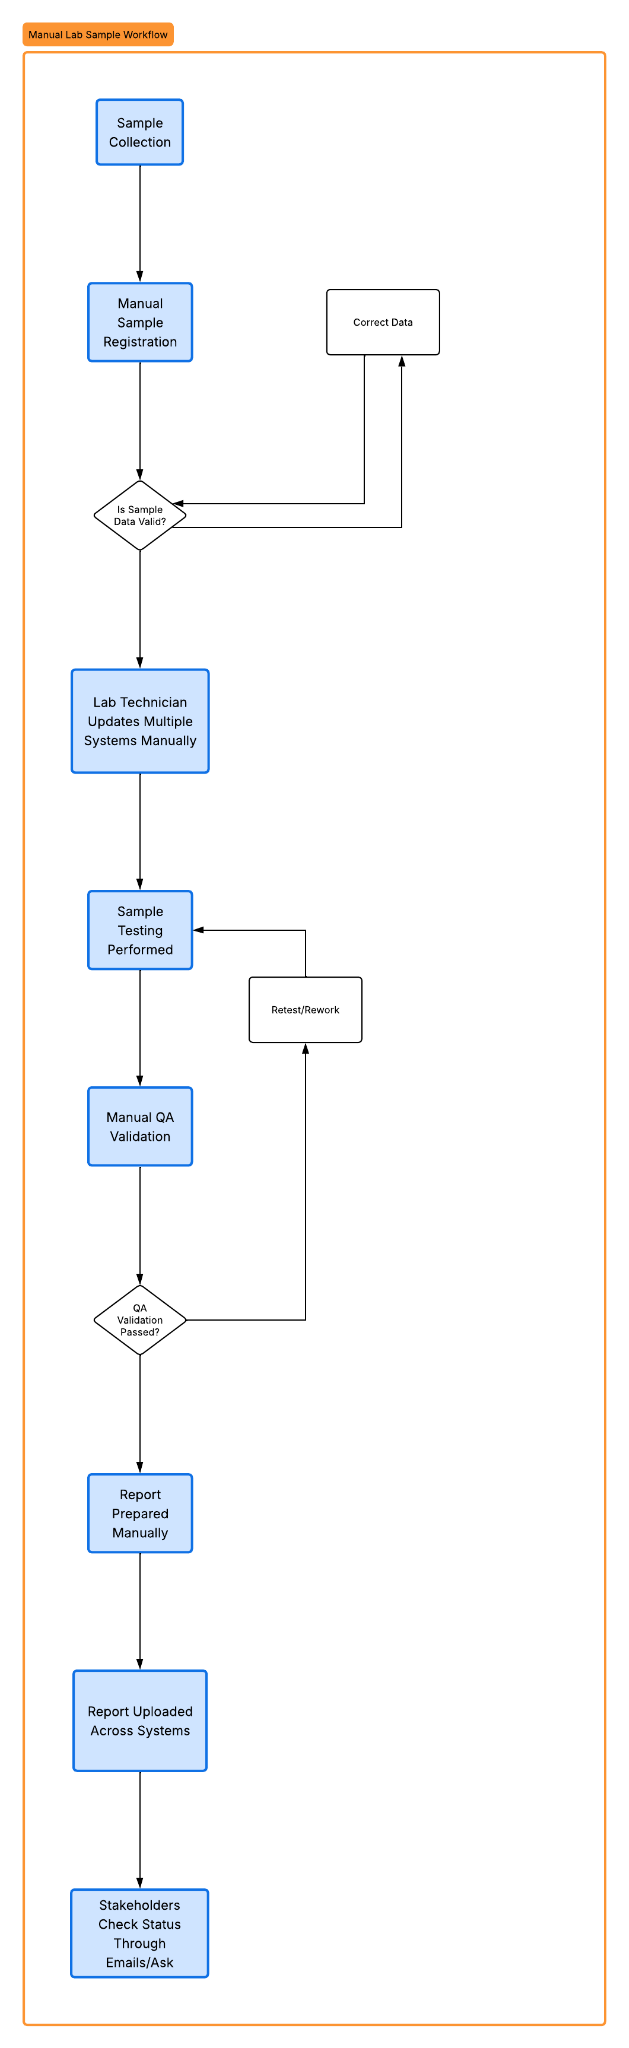 Manual Lab Sample Workflow
Sample
Collection
Manual
Sample
Registration
Correct Data
Is Sample
Data Valid?
Lab Technician
Updates Multiple
Systems Manually
Sample
Testing
Performed
Retest/Rework
Manual QA
Validation
QA
Validation
Passed?
Report
Prepared
Manually
Report Uploaded
Across Systems
Stakeholders
Check Status
Through
Emails/Ask